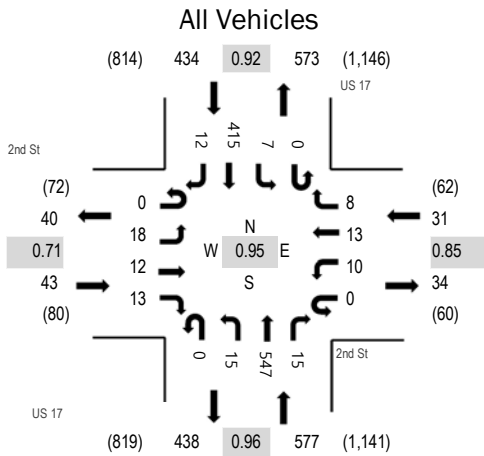 All Vehicles
(814) 434 0.92 573 (1,146)
US 17
12 415 7 0
2nd St
(72) (62)
40 0 8 31
18 N 13
0.71 W 0.95 E 0.85
12 S 10
43 13 0 34
(80) (60)
0 15 547 15
2nd St
US 17
(819) 438 0.96 577 (1,141)